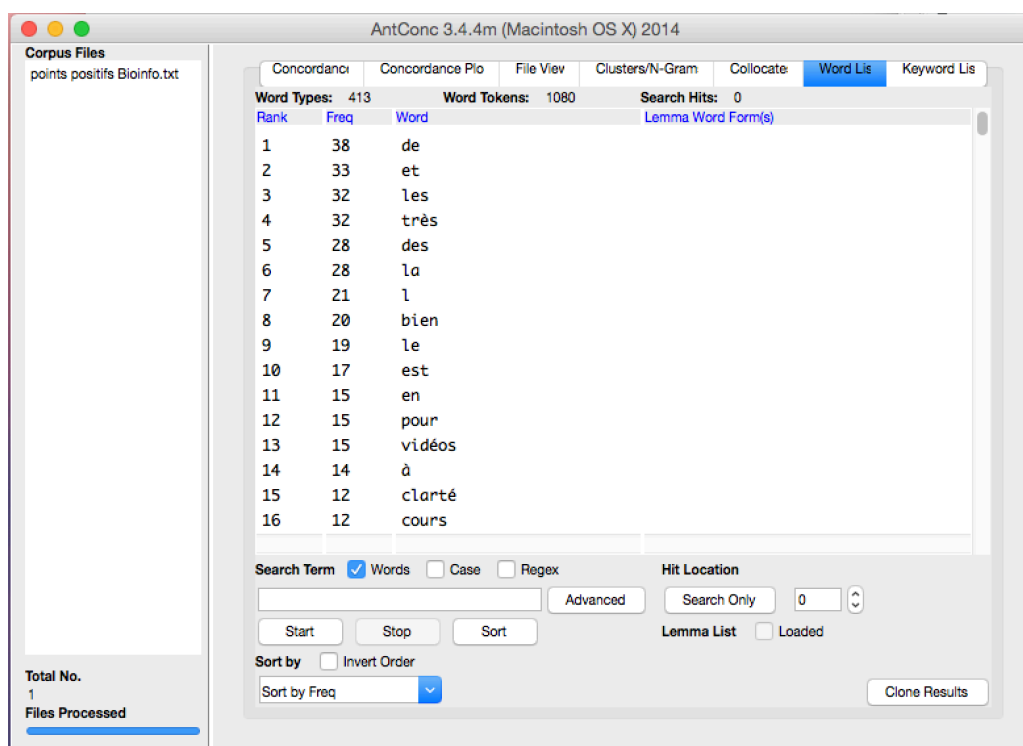 AntConc 3.4.4m (Macintosh OS X) 2014
Corpus Files
points positifs Bioinfo.txt
Concordanc Concordance Plo File View Clusters/N-Gram Collocate Word Lis Keyword Lis
Word Types: 413 Word Tokens: 1080 Search Hits: 0
Rank Freq Word Lemma Word Form(s)
1 38 de
2 33 et
3 32 les
4 32 très
5 28 des
6 28 la
7 21 l
8 20 bien
9 19 le
10 17 est
11 15 en
12 15 pour
13 15 vidéos
14 14 à
15 12 clarté
16 12 cours
Search Term Words Case Regex Hit Location
Advanced Search Only 0
Start Stop Sort Lemma List Loaded
Sort by Invert Order
Sort by Freq Clone Results
Total No.
1
Files Processed